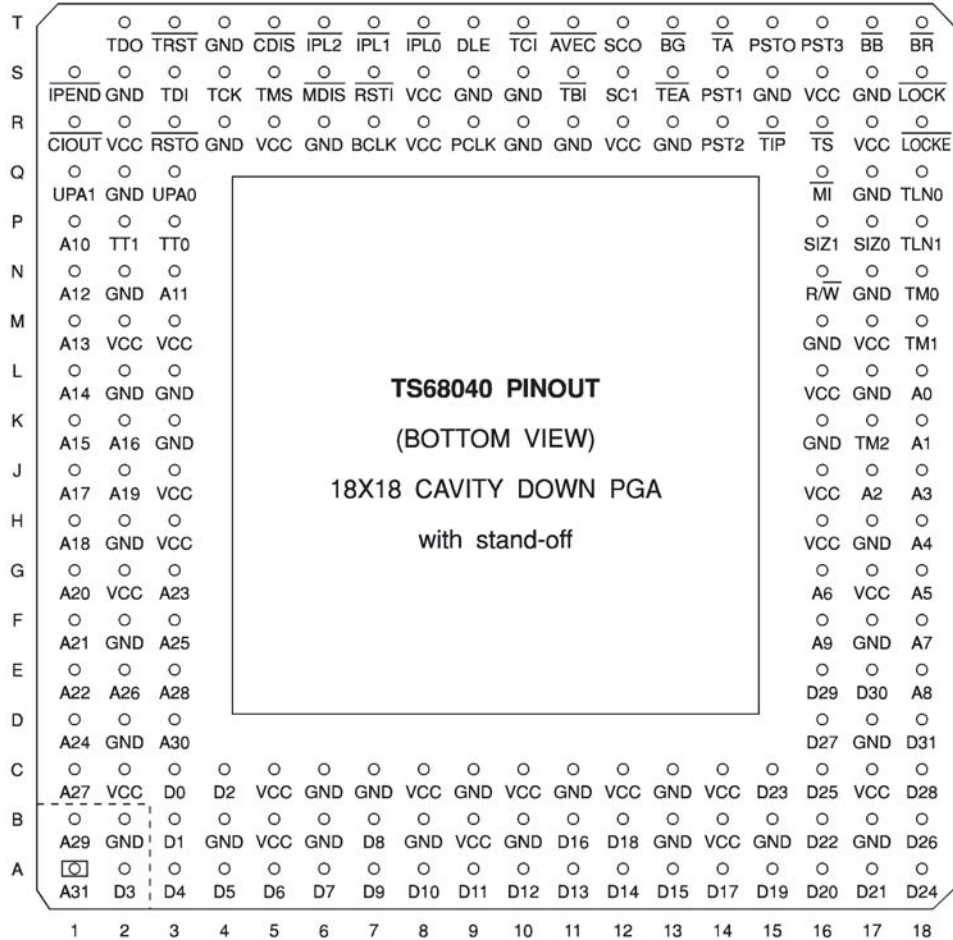 T
TDO TRST GND CDIS IPL2 IPL1 IPL0 DLE TCI AVEC SCO BG TA PSTO PST3 BB BR
S
IPEND GND TDI TCK TMS MDIS RSTI VCC GND GND TBI SC1 TEA PST1 GND VCC GND LOCK
R
CIOUT VCC RSTO GND VCC GND BCLK VCC PCLK GND GND VCC GND PST2 TIP TS VCC LOCKE
Q
UPA1 GND UPA0 MI GND TLN0
P
A10 TT1 TT0 SIZ1 SIZ0 TLN1
N
A12 GND A11 R/W GND TM0
M
A13 VCC VCC GND VCC TM1
L
A14 GND GND VCC GND A0
TS68040 PINOUT
K
A15 A16 GND GND TM2 A1
(BOTTOM VIEW)
J
A17 A19 VCC VCC A2 A3
18X18 CAVITY DOWN PGA
H
A18 GND VCC VCC GND A4
with stand-off
G
A20 VCC A23 A6 VCC A5
F
A21 GND A25 A9 GND A7
E
A22 A26 A28 D29 D30 A8
D
A24 GND A30 D27 GND D31
C
A27 VCC D0 D2 VCC GND GND VCC GND VCC GND VCC GND VCC D23 D25 VCC D28
B
A29 GND D1 GND VCC GND D8 GND VCC GND D16 D18 GND VCC GND D22 GND D26
A
A31 D3 D4 D5 D6 D7 D9 D10 D11 D12 D13 D14 D15 D17 D19 D20 D21 D24
1 2 3 4 5 6 7 8 9 10 11 12 13 14 15 16 17 18